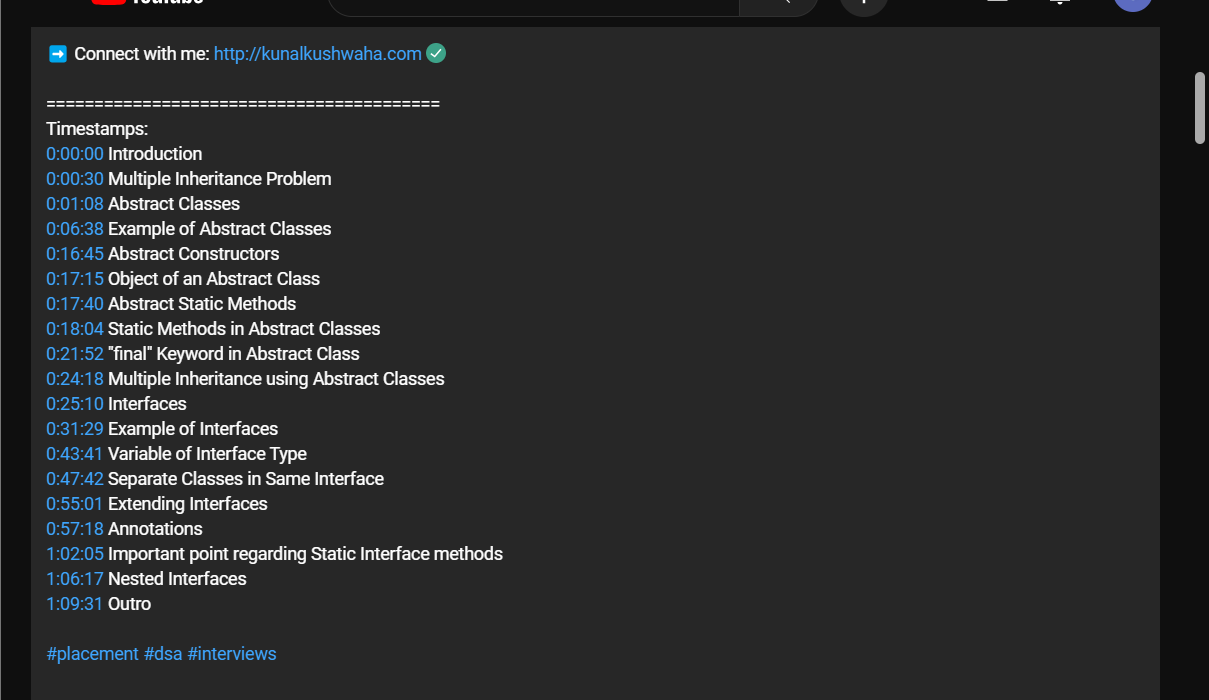 YouTube
Connect with me: http://kunalkushwaha.com
=========================================
Timestamps:
0:00:00 Introduction
0:00:30 Multiple Inheritance Problem
0:01:08 Abstract Classes
0:06:38 Example of Abstract Classes
0:16:45 Abstract Constructors
0:17:15 Object of an Abstract Class
0:17:40 Abstract Static Methods
0:18:04 Static Methods in Abstract Classes
0:21:52 "final" Keyword in Abstract Class
0:24:18 Multiple Inheritance using Abstract Classes
0:25:10 Interfaces
0:31:29 Example of Interfaces
0:43:41 Variable of Interface Type
0:47:42 Separate Classes in Same Interface
0:55:01 Extending Interfaces
0:57:18 Annotations
1:02:05 Important point regarding Static Interface methods
1:06:17 Nested Interfaces
1:09:31 Outro
#placement #dsa #interviews